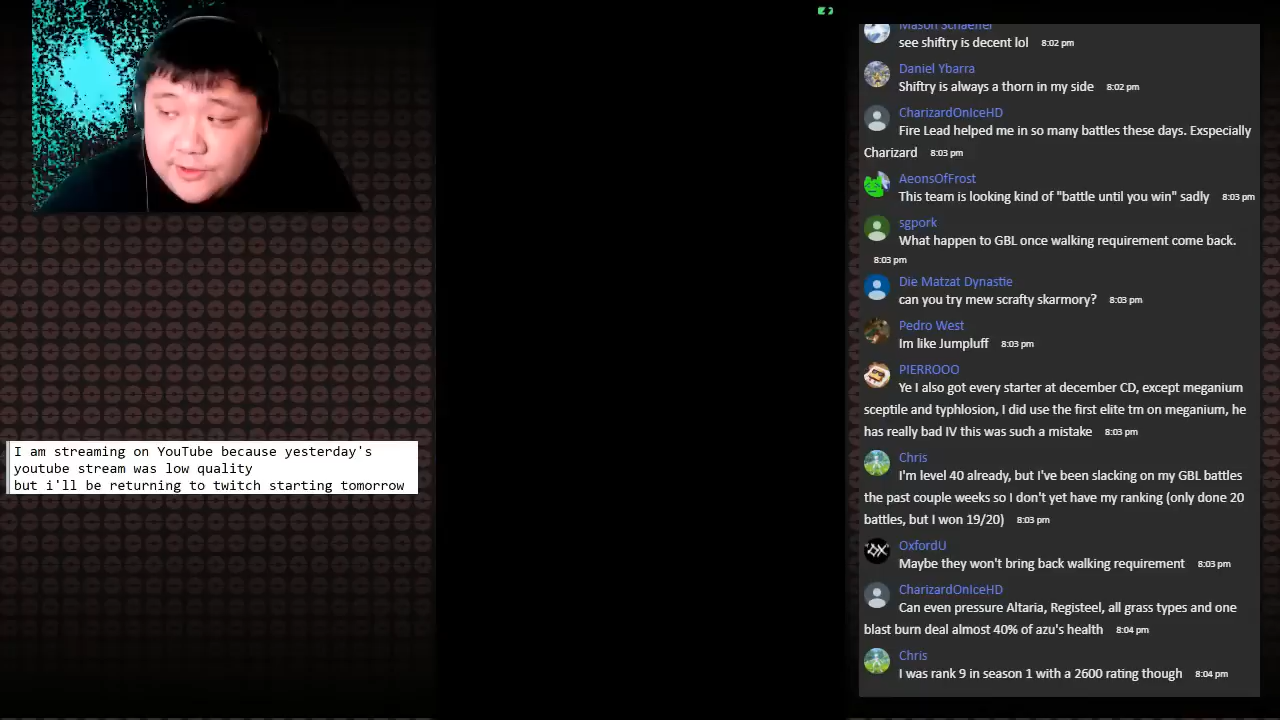 I am streaming on YouTube because yesterday's
youtube stream was low quality
but i'll be returning to twitch starting tomorrow
Mason Schaeffer
see shiftry is decent lol 8:02 pm
Daniel Ybarra
Shiftry is always a thorn in my side 8:02 pm
CharizardOnIceHD
Fire Lead helped me in so many battles these days. Exspecially
Charizard 8:03 pm
AeonsOfFrost
This team is looking kind of "battle until you win" sadly 8:03 pm
sgpork
What happen to GBL once walking requirement come back.
8:03 pm
Die Matzat Dynastie
can you try mew scrafty skarmory? 8:03 pm
Pedro West
Im like Jumpluff 8:03 pm
PIERROOO
Ye I also got every starter at december CD, except meganium
sceptile and typhlosion, I did use the first elite tm on meganium, he
has really bad IV this was such a mistake 8:03 pm
Chris
I'm level 40 already, but I've been slacking on my GBL battles
the past couple weeks so I don't yet have my ranking (only done 20
battles, but I won 19/20) 8:03 pm
OxfordU
Maybe they won't bring back walking requirement 8:03 pm
CharizardOnIceHD
Can even pressure Altaria, Registeel, all grass types and one
blast burn deal almost 40% of azu's health 8:04 pm
Chris
I was rank 9 in season 1 with a 2600 rating though 8:04 pm